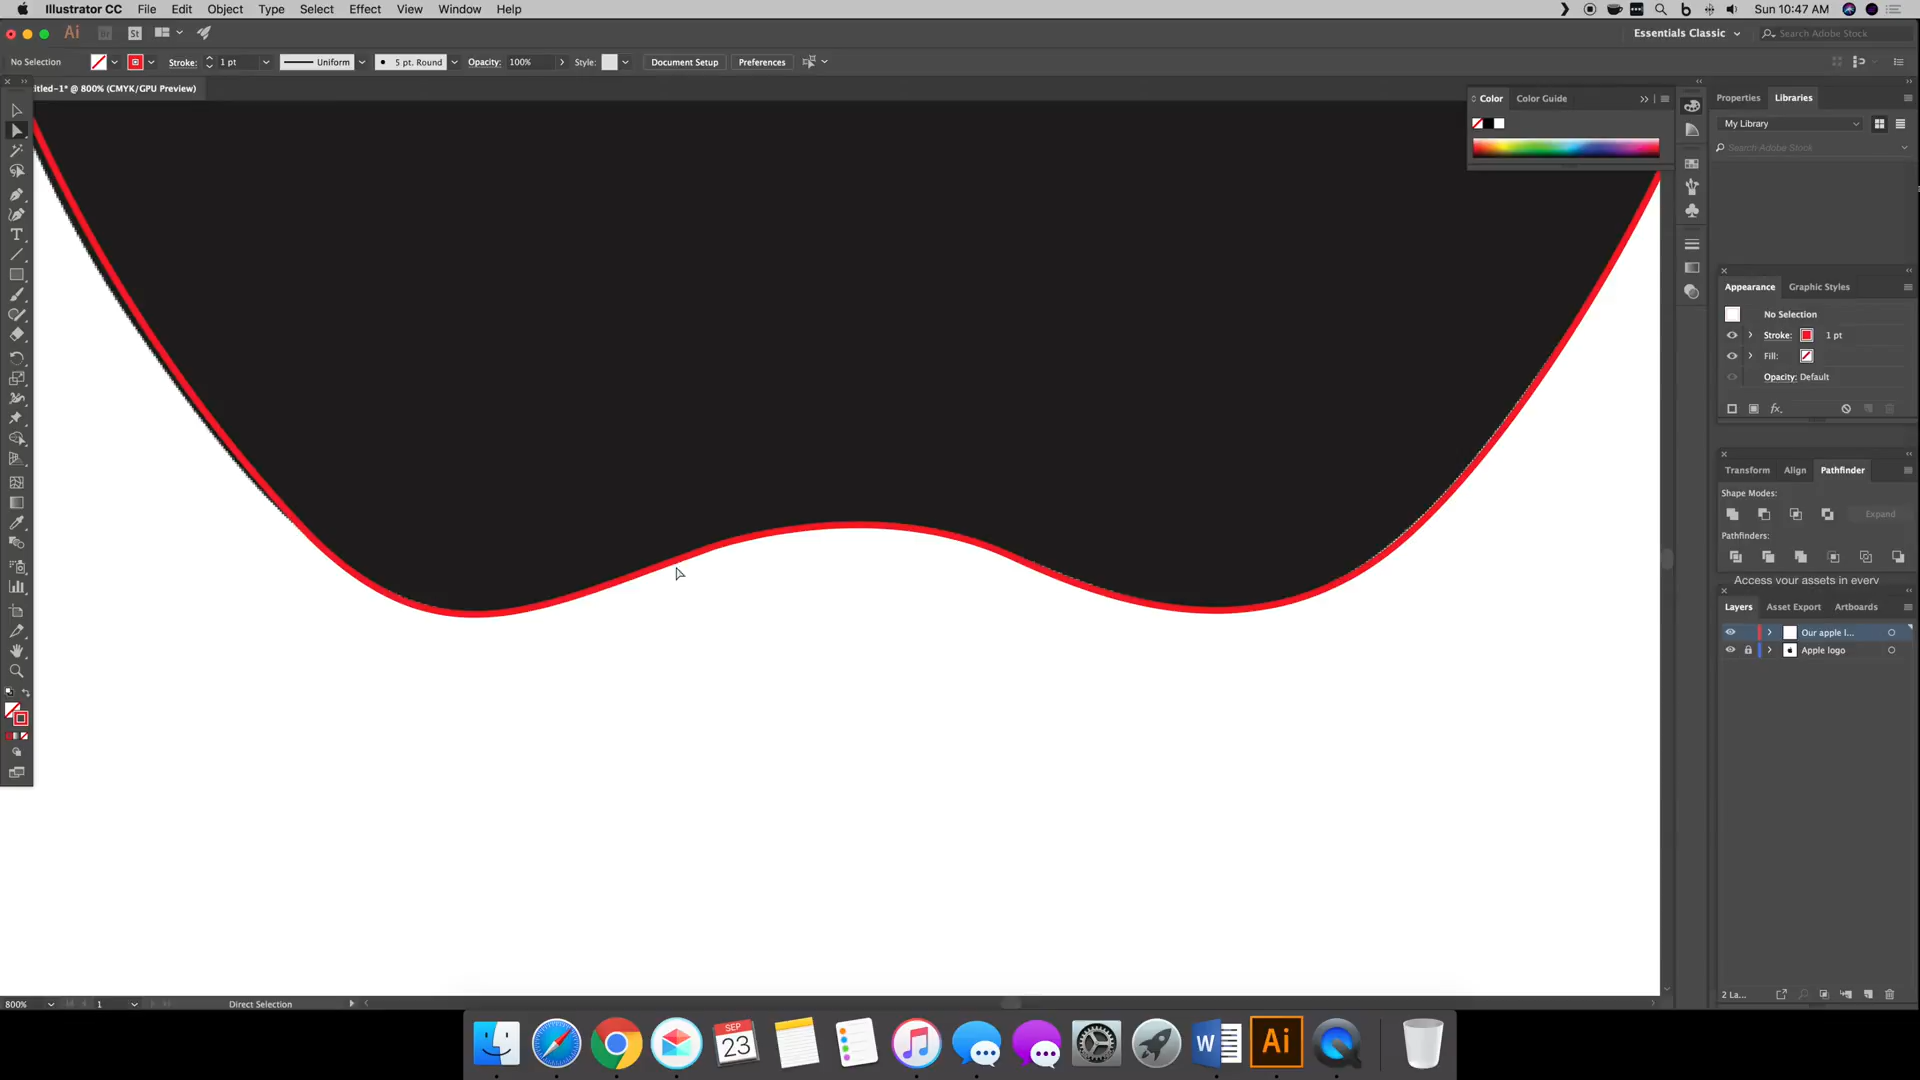 Illustrator CC File Edit Object Type Select Effect View Window Help
Sun 10:47 AM
Ai Br St
Essentials Classic
Search Adobe Stock
No Selection
Stroke: 1 pt
Uniform
5 pt. Round
Opacity: 100%
Style:
Document Setup
Preferences
itled-1* @ 800% (CMYK/GPU Preview)
Color Color Guide
Properties Libraries
My Library
Search Adobe Stock
Appearance Graphic Styles
No Selection
Stroke: 1 pt
Fill:
Opacity: Default
fx
Transform Align Pathfinder
Shape Modes:
Expand
Pathfinders:
Access your assets in every
Layers Asset Export Artboards
Our apple l...
Apple logo
800% 1 Direct Selection
2 La...
SEP
23
W
Ai